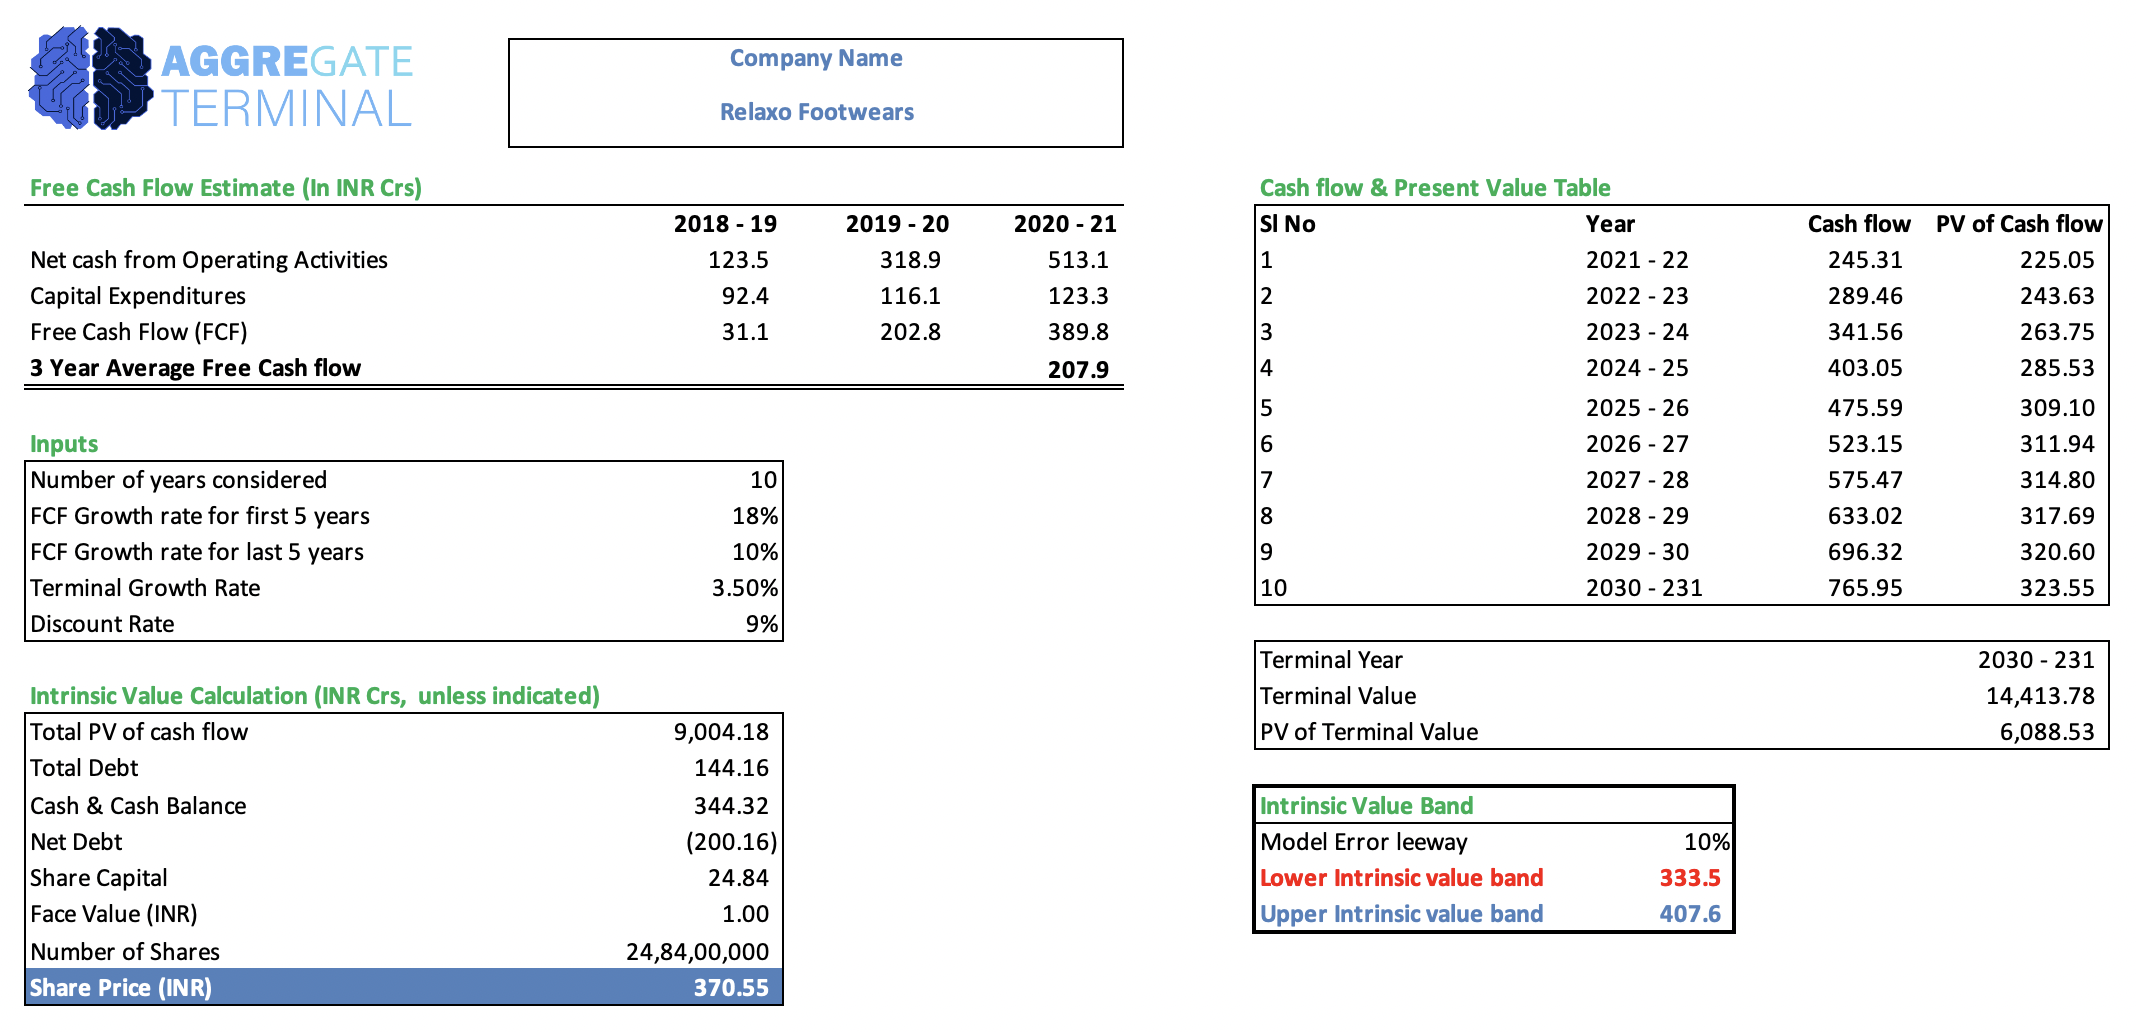 AGGREGATE
TERMINAL
Company Name
Relaxo Footwears
Free Cash Flow Estimate (In INR Crs)
2018 - 19 2019 - 20 2020 - 21
Net cash from Operating Activities 123.5 318.9 513.1
Capital Expenditures 92.4 116.1 123.3
Free Cash Flow (FCF) 31.1 202.8 389.8
3 Year Average Free Cash flow 207.9
Inputs
Number of years considered 10
FCF Growth rate for first 5 years 18%
FCF Growth rate for last 5 years 10%
Terminal Growth Rate 3.50%
Discount Rate 9%
Intrinsic Value Calculation (INR Crs,  unless indicated)
Total PV of cash flow 9,004.18
Total Debt 144.16
Cash & Cash Balance 344.32
Net Debt (200.16)
Share Capital 24.84
Face Value (INR) 1.00
Number of Shares 24,84,00,000
Share Price (INR) 370.55
Cash flow & Present Value Table
Sl No Year Cash flow PV of Cash flow
1 2021 - 22 245.31 225.05
2 2022 - 23 289.46 243.63
3 2023 - 24 341.56 263.75
4 2024 - 25 403.05 285.53
5 2025 - 26 475.59 309.10
6 2026 - 27 523.15 311.94
7 2027 - 28 575.47 314.80
8 2028 - 29 633.02 317.69
9 2029 - 30 696.32 320.60
10 2030 - 231 765.95 323.55
Terminal Year 2030 - 231
Terminal Value 14,413.78
PV of Terminal Value 6,088.53
Intrinsic Value Band
Model Error leeway 10%
Lower Intrinsic value band 333.5
Upper Intrinsic value band 407.6